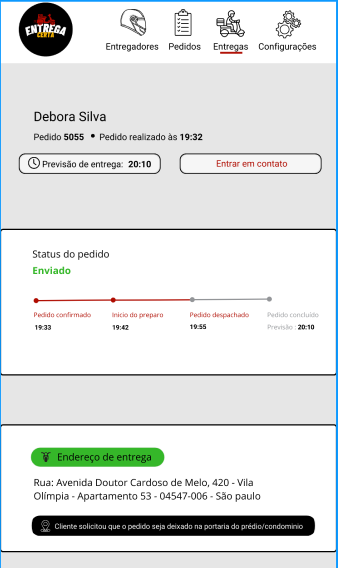 ENTREGA
CERTA
Entregadores Pedidos Entregas Configurações
Debora Silva
Pedido 5055 • Pedido realizado às 19:32
Previsão de entrega: 20:10
Entrar em contato
Status do pedido
Enviado
Pedido confirmado Inicio do preparo Pedido despachado Pedido concluído
19:33 19:42 19:55 Previsão : 20:10
Endereço de entrega
Rua: Avenida Doutor Cardoso de Melo, 420 - Vila
Olímpia - Apartamento 53 - 04547-006 - São paulo
Cliente solicitou que o pedido seja deixado na portaria do prédio/condominio